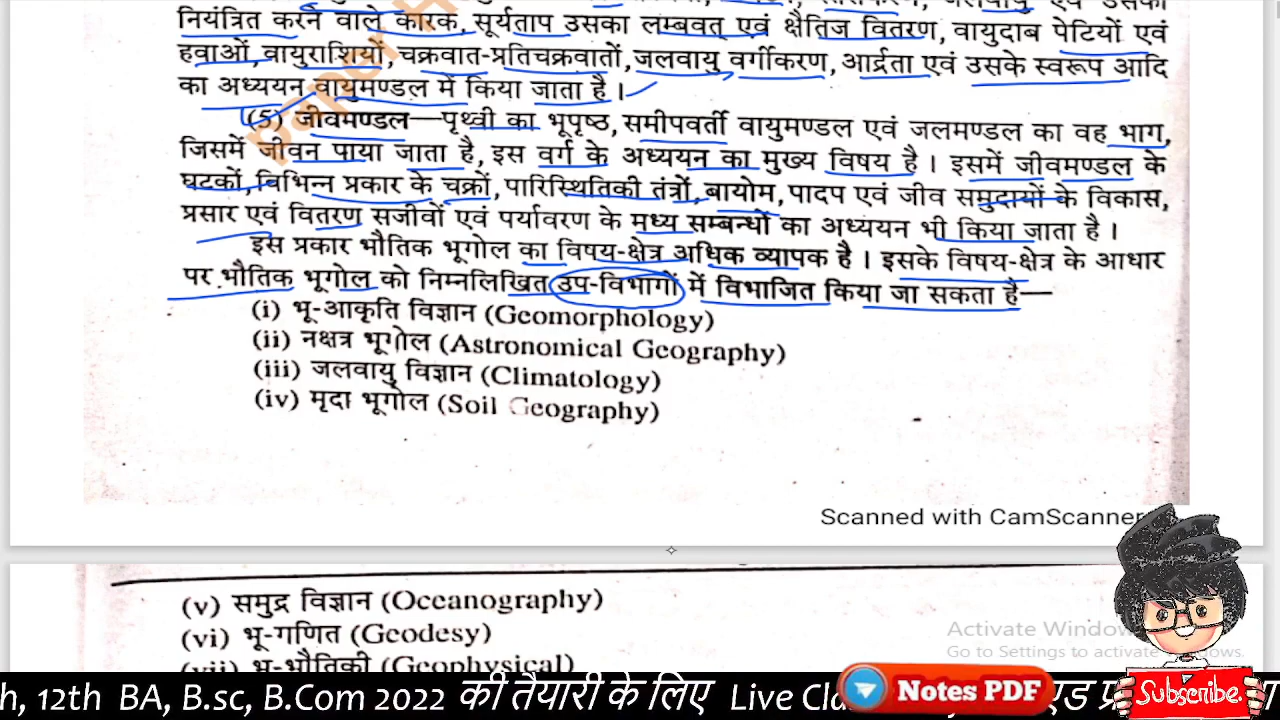 नियंत्रित करने वाले कारक, सूर्यताप उसका लम्बवत् एवं क्षैतिज वितरण, वायुदाब पेटियों एवं
हवाओं, वायुराशियों, चक्रवात-प्रतिचक्रवातों, जलवायु वर्गीकरण, आर्द्रता एवं उसके स्वरूप आदि
का अध्ययन वायुमण्डल में किया जाता है।
(5) जीवमण्डल—पृथ्वी का भूपृष्ठ, समीपवर्ती वायुमण्डल एवं जलमण्डल का वह भाग,
जिसमें जीवन पाया जाता है, इस वर्ग के अध्ययन का मुख्य विषय है। इसमें जीवमण्डल के
घटकों, विभिन्न प्रकार के चक्रों, पारिस्थितिकी तंत्रों, बायोम, पादप एवं जीव समुदायों के विकास,
प्रसार एवं वितरण सजीवों एवं पर्यावरण के मध्य सम्बन्धों का अध्ययन भी किया जाता है।
इस प्रकार भौतिक भूगोल का विषय-क्षेत्र अधिक व्यापक है। इसके विषय-क्षेत्र के आधार
पर भौतिक भूगोल को निम्नलिखित उप-विभागों में विभाजित किया जा सकता है—
(i) भू-आकृति विज्ञान (Geomorphology)
(ii) नक्षत्र भूगोल (Astronomical Geography)
(iii) जलवायु विज्ञान (Climatology)
(iv) मृदा भूगोल (Soil Geography)
Scanned with CamScanner
(v) समुद्र विज्ञान (Oceanography)
(vi) भू-गणित (Geodesy)
(vii) भू-भौतिकी (Geophysical)
Activate Windows
Go to Settings to activate Windows.
h, 12th BA, B.sc, B.Com 2022 की तैयारी के लिए Live Cla
Notes PDF
Subscribe.